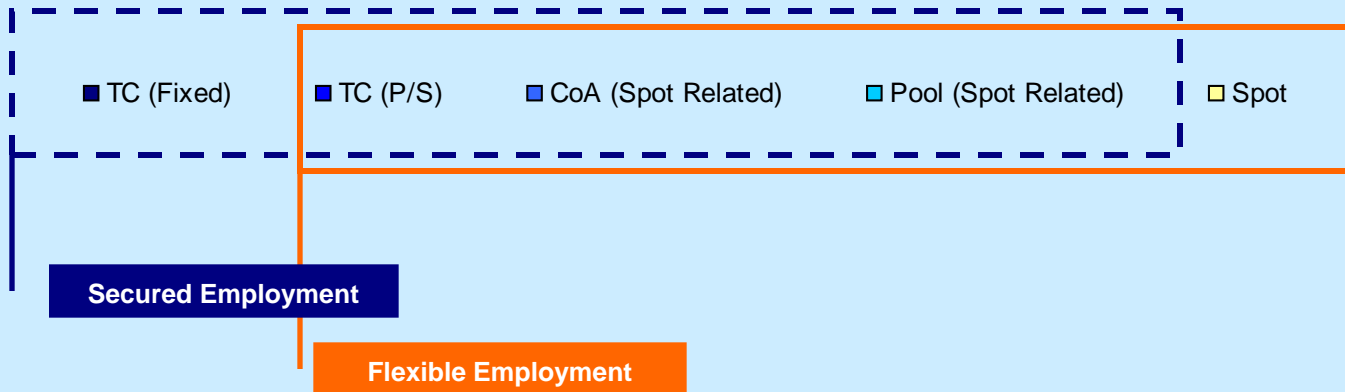 TC (Fixed) TC (P/S) CoA (Spot Related) Pool (Spot Related) Spot
Secured Employment
Flexible Employment